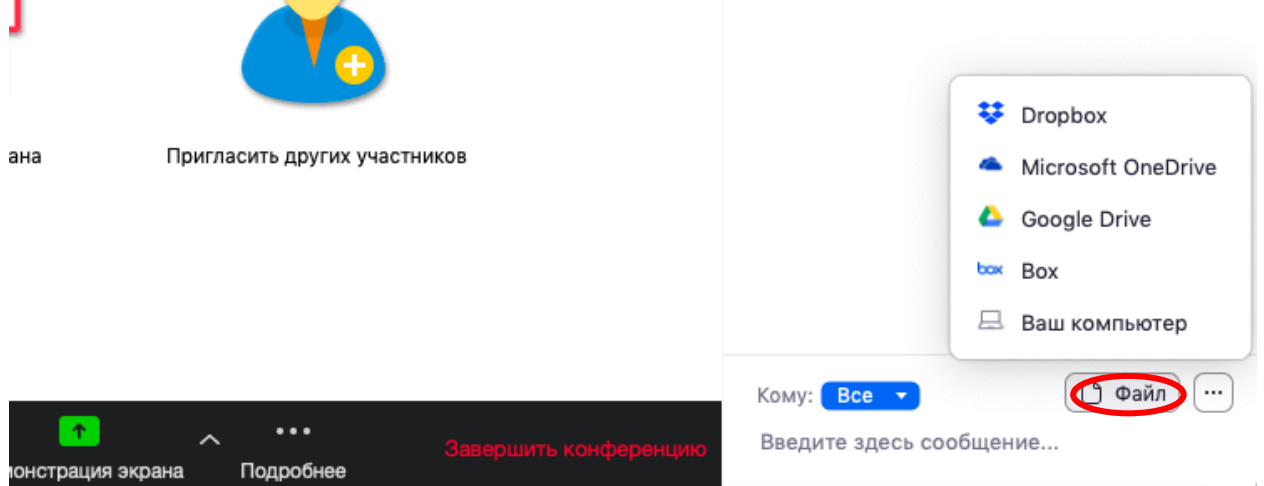 ана
Пригласить других участников
Dropbox
Microsoft OneDrive
Google Drive
box Box
Ваш компьютер
Кому: Все
Файл
Введите здесь сообщение...
монстрация экрана
Подробнее
Завершить конференцию